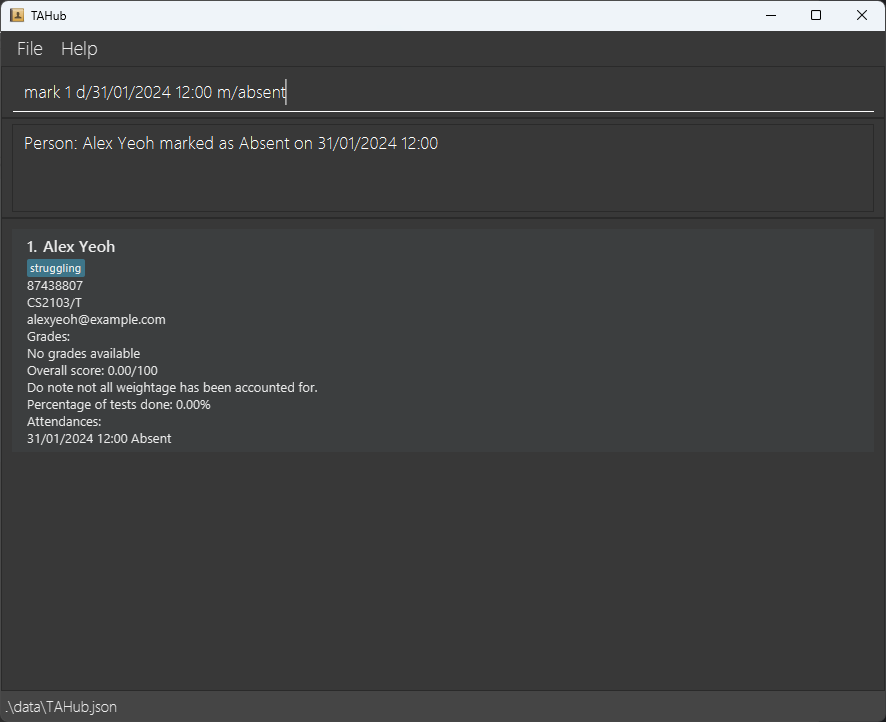 TAHub
File Help
mark 1 d/31/01/2024 12:00 m/absent
Person: Alex Yeoh marked as Absent on 31/01/2024 12:00
1. Alex Yeoh
struggling
87438807
CS2103/T
alexyeoh@example.com
Grades:
No grades available
Overall score: 0.00/100
Do note not all weightage has been accounted for.
Percentage of tests done: 0.00%
Attendances:
31/01/2024 12:00 Absent
.\data\TAHub.json